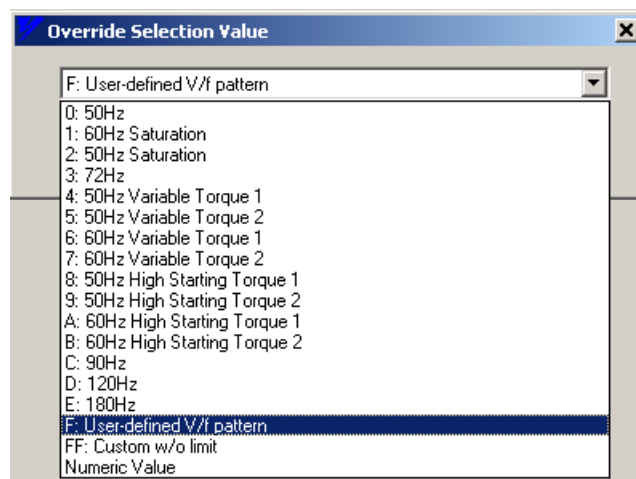 Override Selection Value
F: User-defined V/f pattern
0: 50Hz
1: 60Hz Saturation
2: 50Hz Saturation
3: 72Hz
4: 50Hz Variable Torque 1
5: 50Hz Variable Torque 2
6: 60Hz Variable Torque 1
7: 60Hz Variable Torque 2
8: 50Hz High Starting Torque 1
9: 50Hz High Starting Torque 2
A: 60Hz High Starting Torque 1
B: 60Hz High Starting Torque 2
C: 90Hz
D: 120Hz
E: 180Hz
F: User-defined V/f pattern
FF: Custom w/o limit
Numeric Value